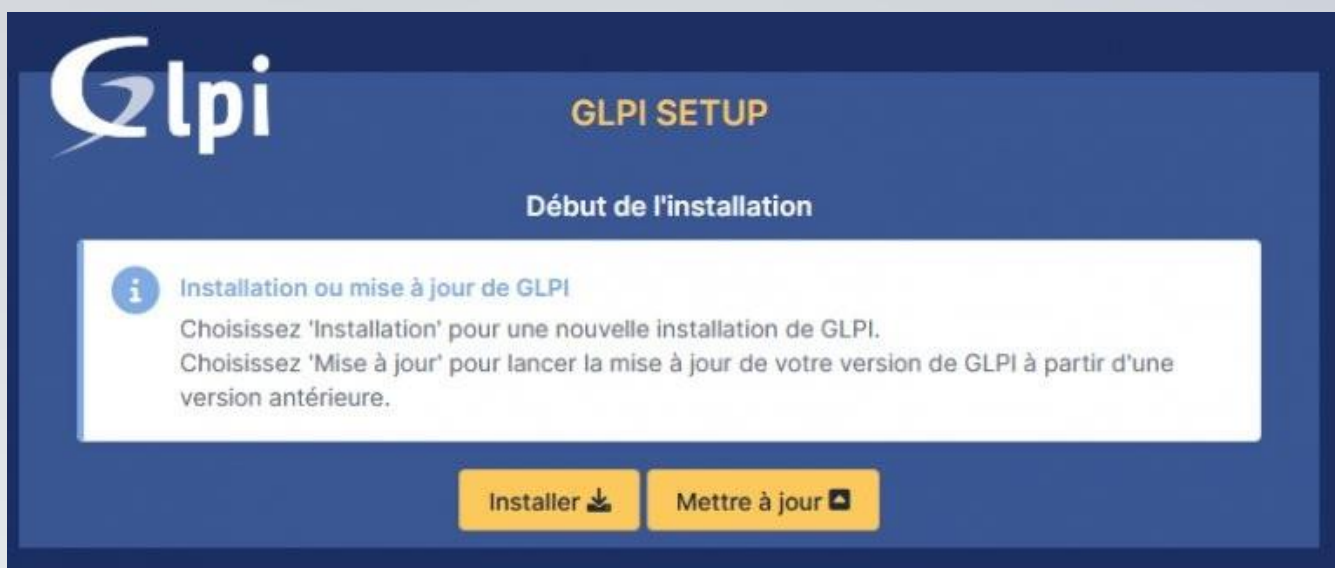 Glpi
GLPI SETUP
Début de l'installation
Installation ou mise à jour de GLPI
Choisissez 'Installation' pour une nouvelle installation de GLPI.
Choisissez 'Mise à jour' pour lancer la mise à jour de votre version de GLPI à partir d'une
version antérieure.
Installer
Mettre à jour